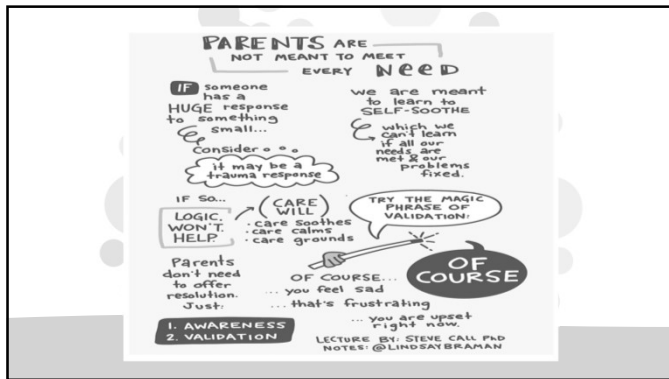 PARENTS ARE
NOT MEANT TO MEET
EVERY NEED
IF someone
has a
HUGE response
to something
small...
Consider...
it may be a
trauma response
we are meant
to learn to
SELF-SOOTHE
which we
can't learn
if all our
needs are
met & our
problems
fixed.
IF SO...
LOGIC.
WON'T.
HELP.
(CARE
WILL)
· care soothes
· care calms
· care grounds
TRY THE MAGIC
PHRASE OF
VALIDATION:
OF
COURSE
Parents
don't need
to offer
resolution.
Just:
1. AWARENESS
2. VALIDATION
OF COURSE...
...you feel sad
...that's frustrating
...you are upset
right now.
LECTURE BY: STEVE CALL PhD
NOTES: @LINDSAYBRAMAN